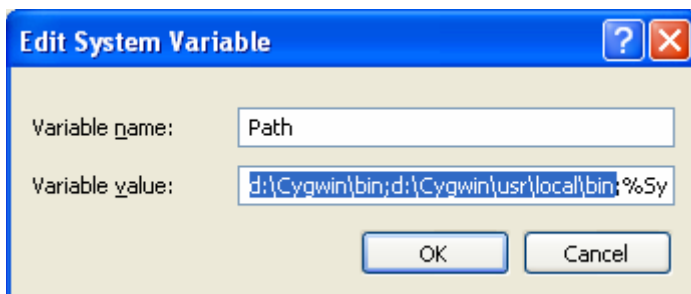 Edit System Variable
Variable name: Path
Variable value: d:\Cygwin\bin;d:\Cygwin\usr\local\bin;%Sy
OK Cancel